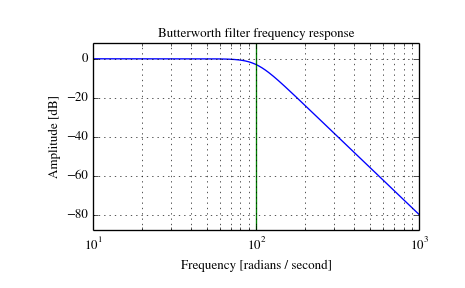 Butterworth filter frequency response
Amplitude [dB]
0
−20
−40
−60
−80
10¹ 10² 10³
Frequency [radians / second]